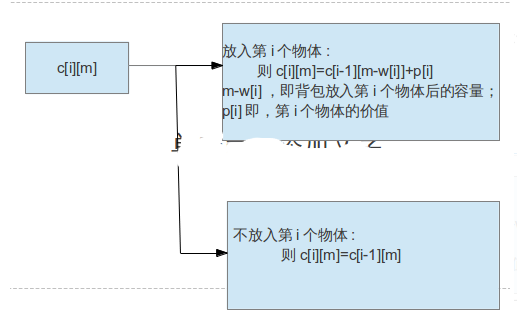 c[i][m]
放入第 i 个物体 :
则 c[i][m]=c[i-1][m-w[i]]+p[i]
m-w[i] ，即背包放入第 i 个物体后的容量；
p[i] 即，第 i 个物体的价值
不放入第 i 个物体 :
则 c[i][m]=c[i-1][m]